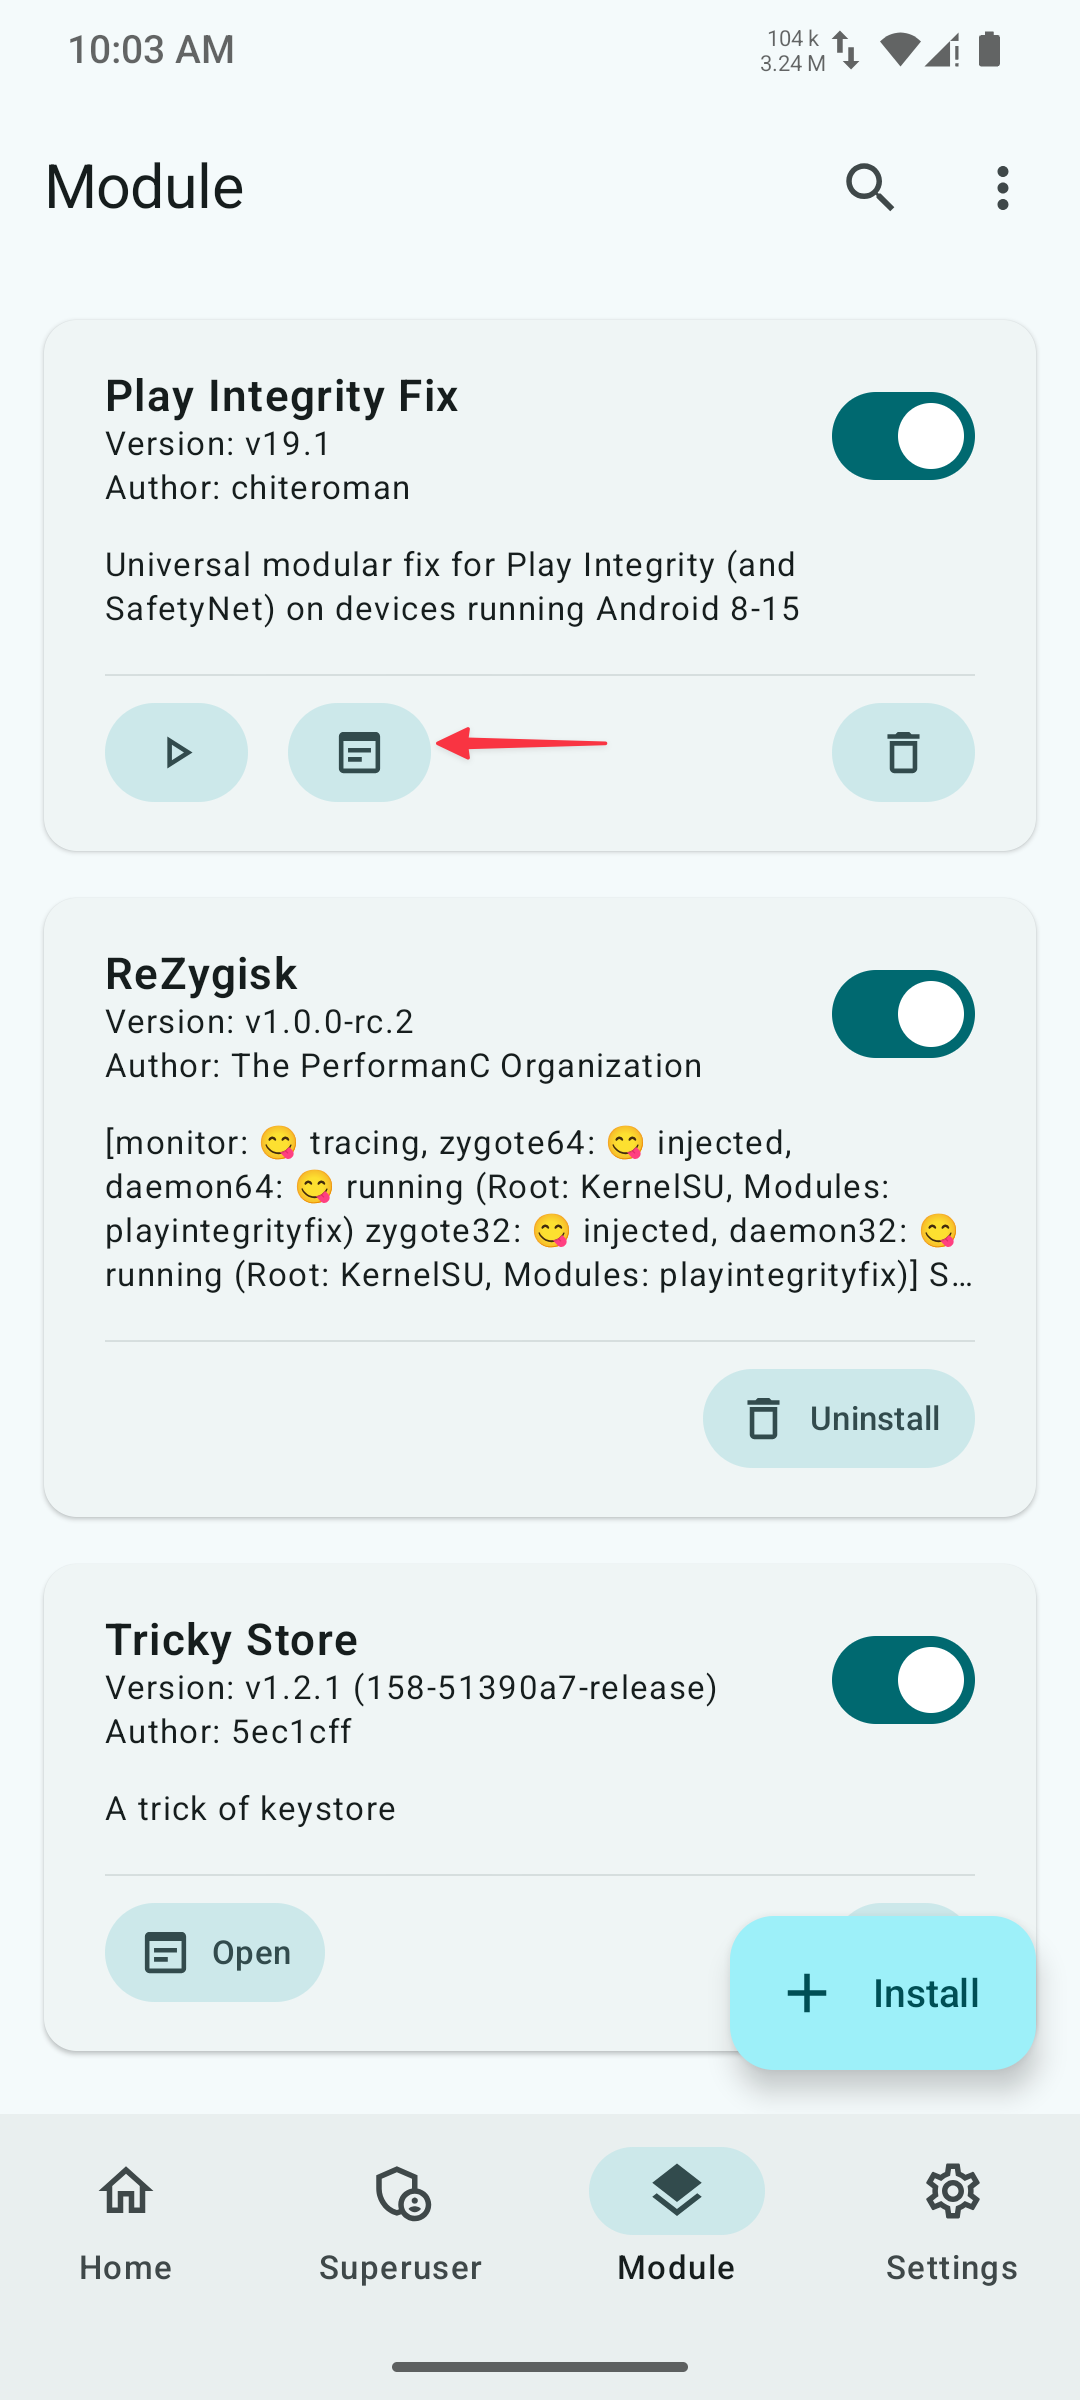 10:03 AM
104 k
3.24 M
Module
Play Integrity Fix
Version: v19.1
Author: chiteroman
Universal modular fix for Play Integrity (and
SafetyNet) on devices running Android 8-15
ReZygisk
Version: v1.0.0-rc.2
Author: The PerformanC Organization
[monitor: 😋 tracing, zygote64: 😋 injected,
daemon64: 😋 running (Root: KernelSU, Modules:
playintegrityfix) zygote32: 😋 injected, daemon32: 😋
running (Root: KernelSU, Modules: playintegrityfix)] S…
Uninstall
Tricky Store
Version: v1.2.1 (158-51390a7-release)
Author: 5ec1cff
A trick of keystore
Open
Install
Home
Superuser
Module
Settings